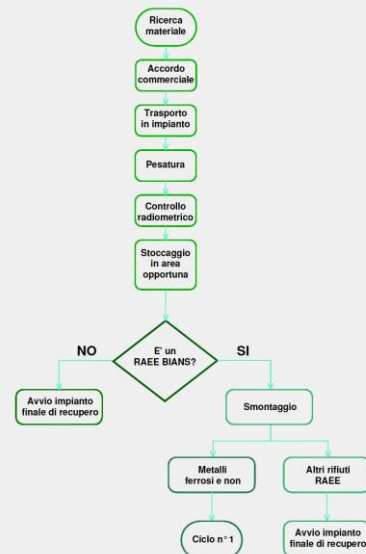 Ricerca
materiale
Accordo
commerciale
Trasporto
in impianto
Pesatura
Controllo
radiometrico
Stoccaggio
in area
opportuna
NO
E' un
RAEE BIANS?
SI
Avvio impianto
finale di recupero
Smontaggio
Metalli
ferrosi e non
Altri rifiuti
RAEE
Ciclo n° 1
Avvio impianto
finale di recupero